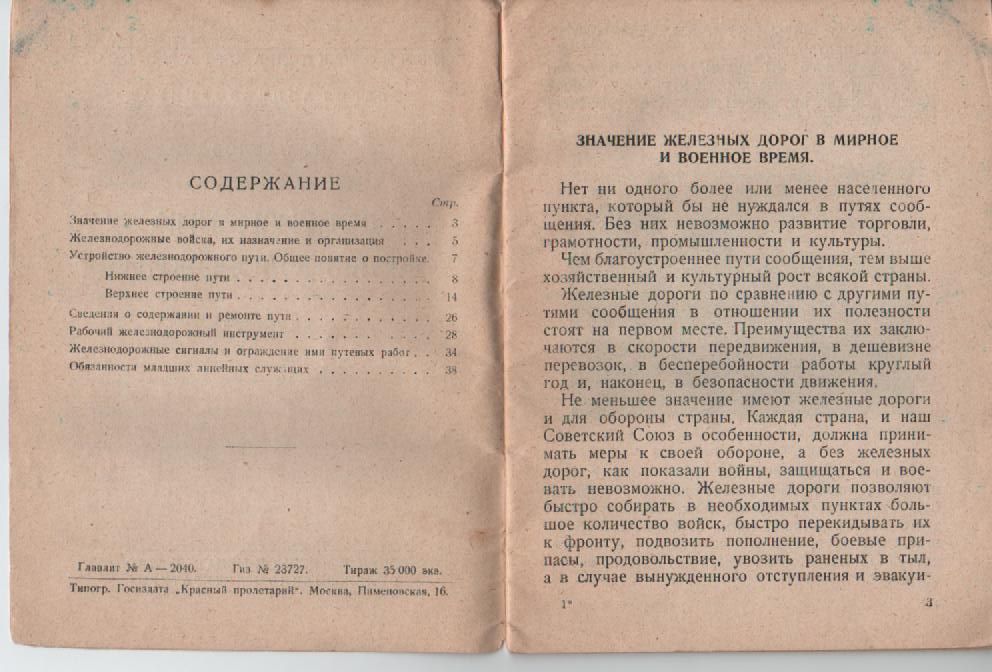 СОДЕРЖАНИЕ
Стр.
Значение железных дорог в мирное и военное время . . . . . 3
Железнодорожные войска, их назначение и организация . . . . 5
Устройство железнодорожного пути. Общее понятие о постройке. 7
Нижнее строение пути . . . . . . . . . . . . . . . . 8
Верхнее строение пути . . . . . . . . . . . . . . . . 14
Сведения о содержании и ремонте пути . . . . . . . . . . . 26
Рабочий железнодорожный инструмент . . . . . . . . . . . 28
Железнодорожные сигналы и ограждение ими путевых работ . . 34
Обязанности младших линейных служащих . . . . . . . . . . 38
Главлит № А — 2040. Гиз № 23727. Тираж 35 000 экз.
Типогр. Госиздата „Красный пролетарий“. Москва, Пименовская, 16.
ЗНАЧЕНИЕ ЖЕЛЕЗНЫХ ДОРОГ В МИРНОЕ
И ВОЕННОЕ ВРЕМЯ.
Нет ни одного более или менее населенного
пункта, который бы не нуждался в путях сооб-
щения. Без них невозможно развитие торговли,
грамотности, промышленности и культуры.
Чем благоустроеннее пути сообщения, тем выше
хозяйственный и культурный рост всякой страны.
Железные дороги по сравнению с другими пу-
тями сообщения в отношении их полезности
стоят на первом месте. Преимущества их заклю-
чаются в скорости передвижения, в дешевизне
перевозок, в бесперебойности работы круглый
год и, наконец, в безопасности движения.
Не меньшее значение имеют железные дороги
и для обороны страны. Каждая страна, и наш
Советский Союз в особенности, должна прини-
мать меры к своей обороне, а без железных
дорог, как показали войны, защищаться и вое-
вать невозможно. Железные дороги позволяют
быстро собирать в необходимых пунктах боль-
шое количество войск, быстро перекидывать их
к фронту, подвозить пополнение, боевые при-
пасы, продовольствие, увозить раненых в тыл,
а в случае вынужденного отступления и эвакуи-
1* 3